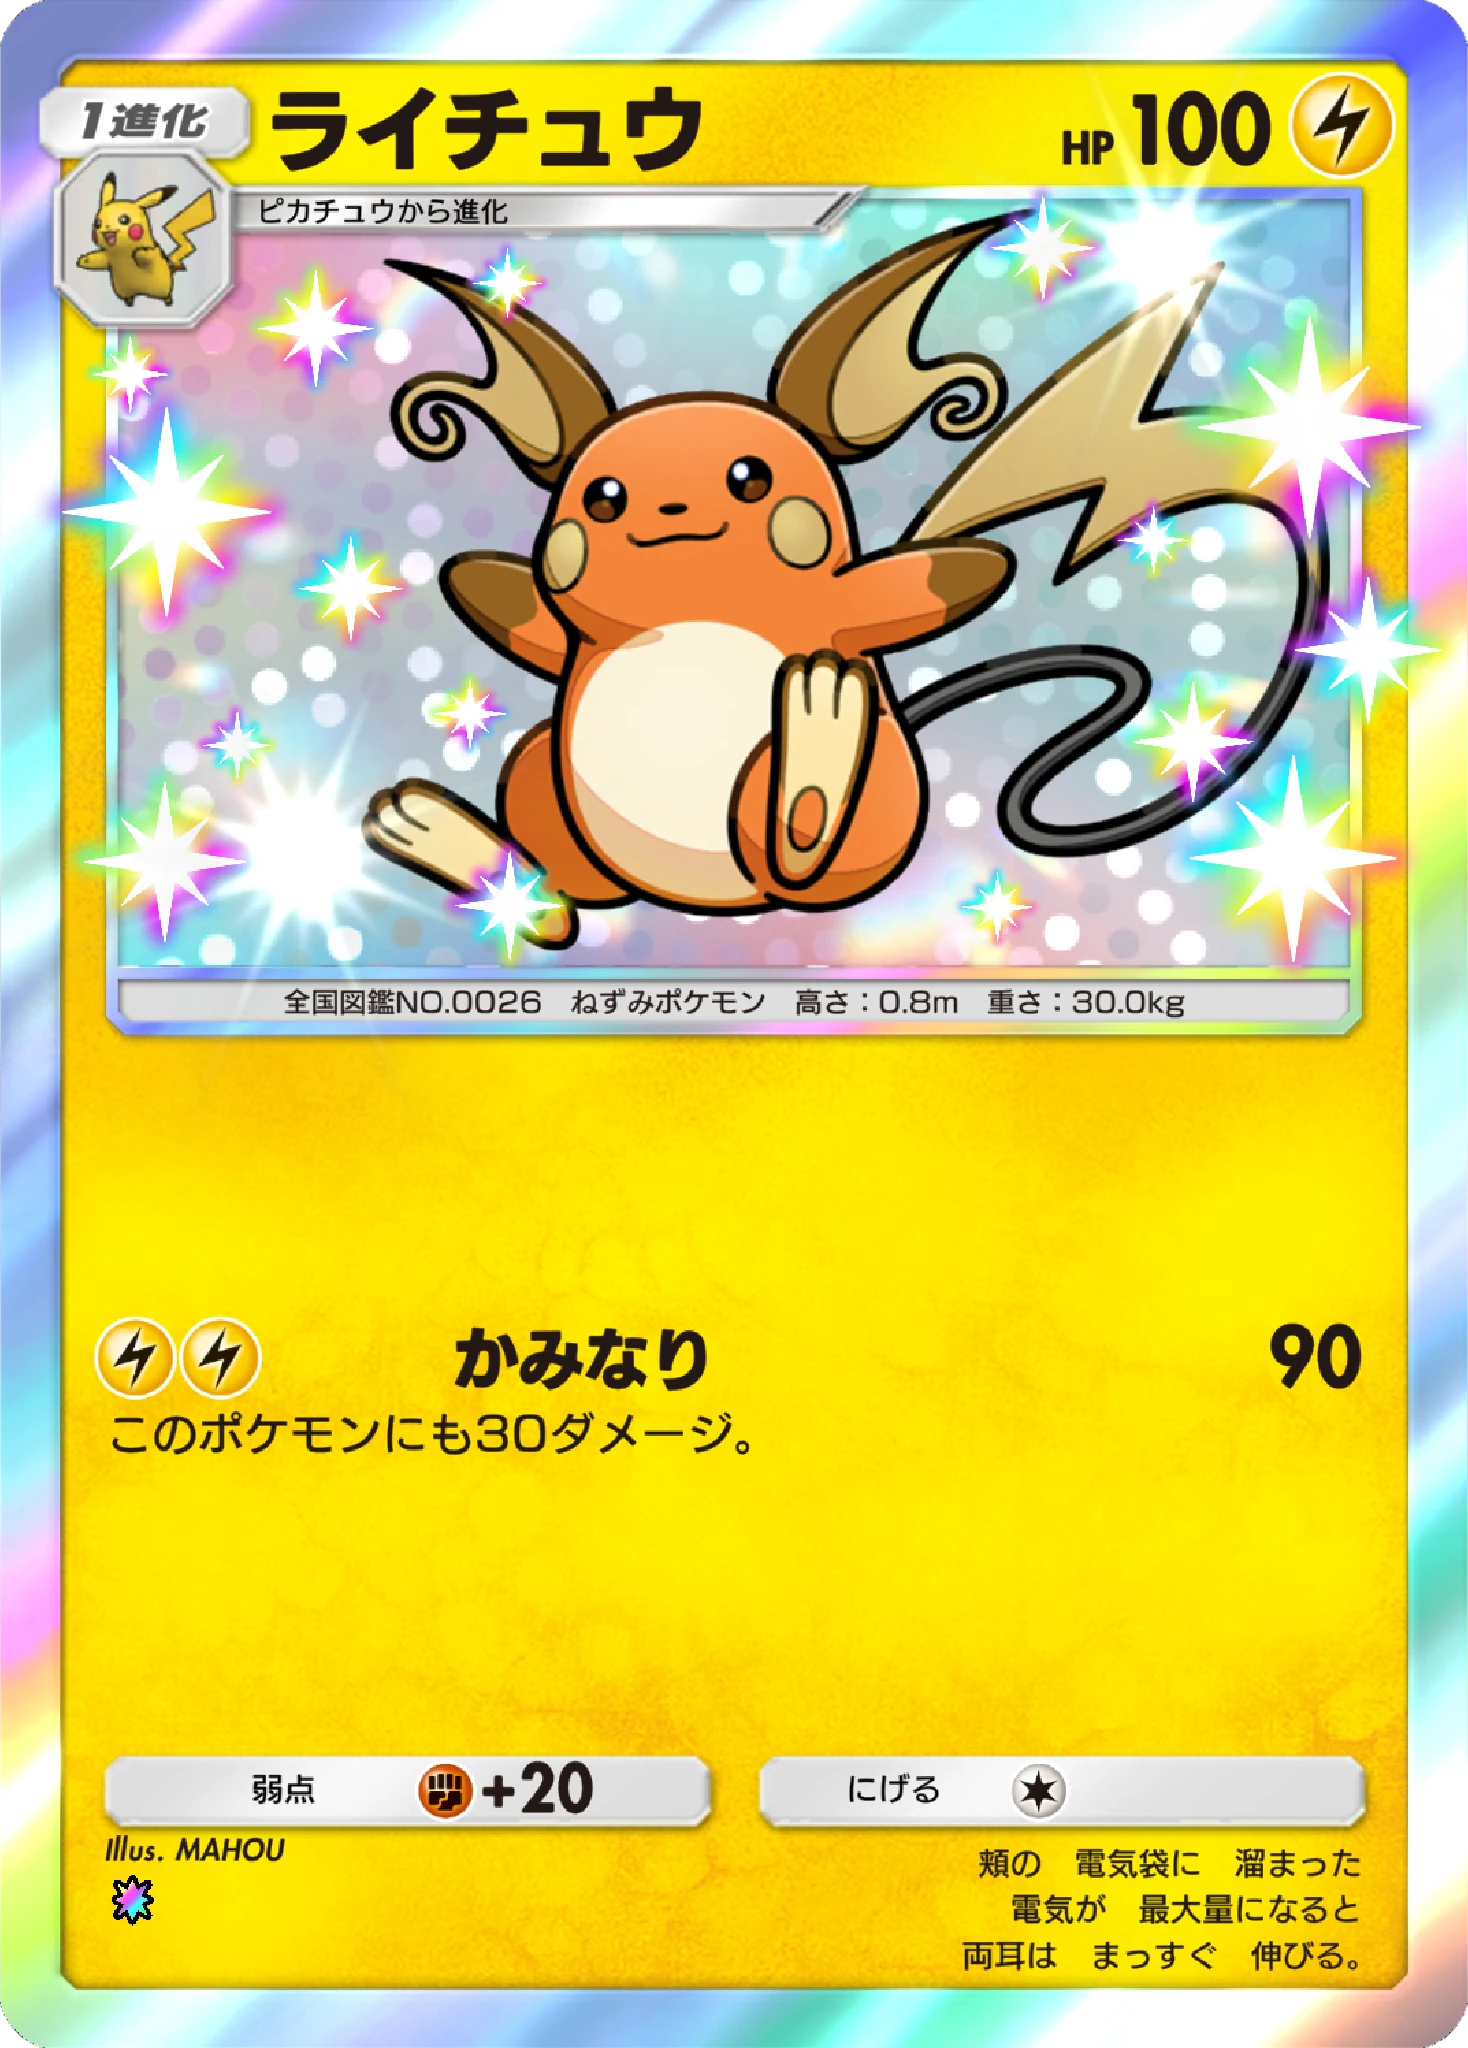 1進化
ライチュウ
HP 100
ピカチュウから進化
全国図鑑NO.0026 ねずみポケモン 高さ：0.8m 重さ：30.0kg
かみなり 90
このポケモンにも30ダメージ。
弱点 +20 にげる
Illus. MAHOU
頬の 電気袋に 溜まった
電気が 最大量になると
両耳は まっすぐ 伸びる。